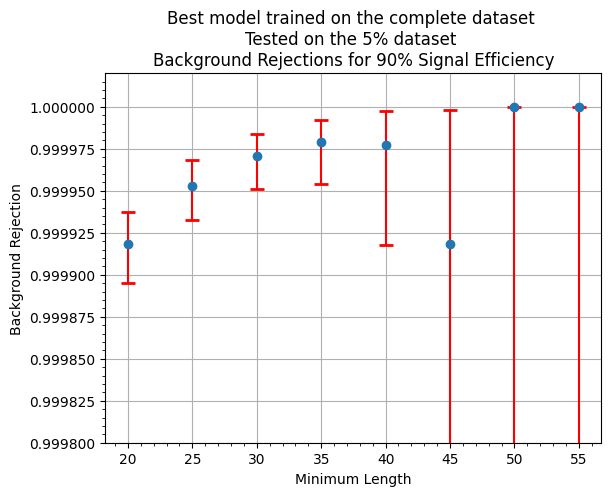 Best model trained on the complete dataset
Tested on the 5% dataset
Background Rejections for 90% Signal Efficiency
1.000000
0.999975
0.999950
0.999925
0.999900
0.999875
0.999850
0.999825
0.999800
Background Rejection
20 25 30 35 40 45 50 55
Minimum Length